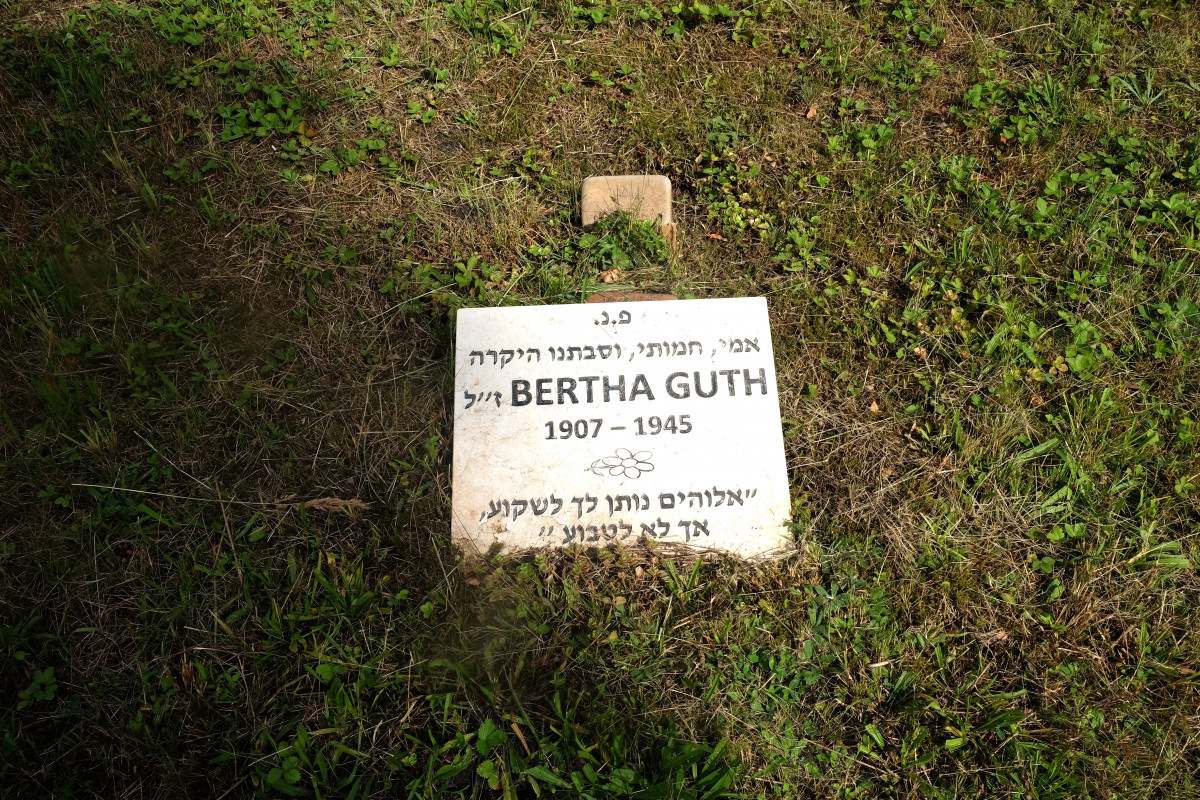 פ.נ.
אמי, חמותי, וסבתנו היקרה
BERTHA GUTH ז״ל
1907 – 1945
״אלוהים נותן לך לשקוע,
אך לא לטבוע ״